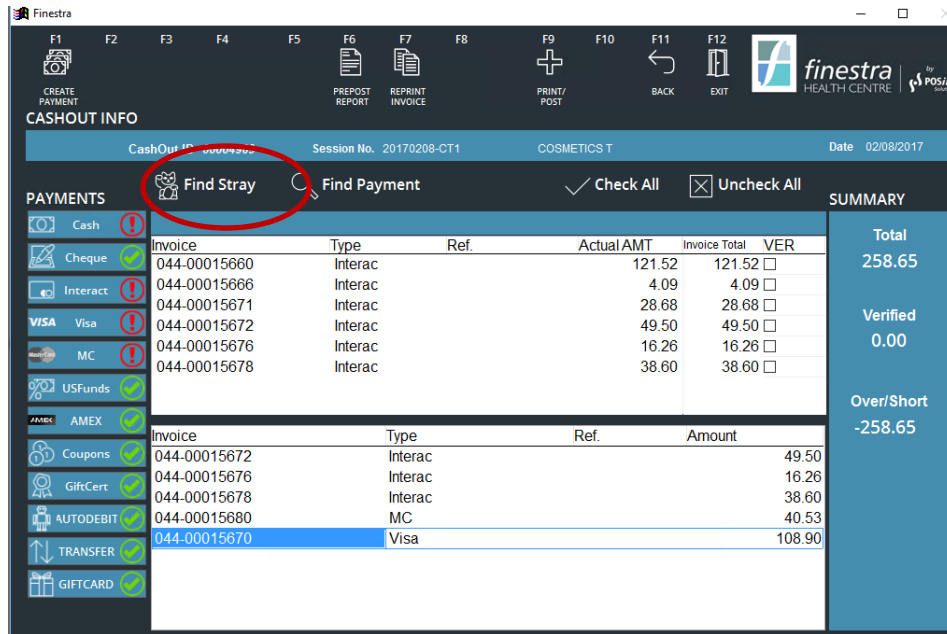 Finestra
F1 F2 F3 F4 F5 F6 F7 F8 F9 F10 F11 F12
CREATE PAYMENT
PREPOST REPORT
REPRINT INVOICE
PRINT/ POST
BACK
EXIT
finestra
HEALTH CENTRE
by
CASHOUT INFO
CashOut ID Session No. 20170208-CT1 COSMETICS T Date 02/08/2017
Find Stray Find Payment Check All Uncheck All
PAYMENTS
Cash
Cheque
Interact
VISA Visa
MasterCard MC
USFunds
AMEX AMEX
Coupons
GiftCert
AUTODEBIT
TRANSFER
GIFTCARD
Invoice Type Ref. Actual AMT Invoice Total VER
044-00015660 Interac 121.52 121.52
044-00015666 Interac 4.09 4.09
044-00015671 Interac 28.68 28.68
044-00015672 Interac 49.50 49.50
044-00015676 Interac 16.26 16.26
044-00015678 Interac 38.60 38.60
Invoice Type Ref. Amount
044-00015672 Interac 49.50
044-00015676 Interac 16.26
044-00015678 Interac 38.60
044-00015680 MC 40.53
044-00015670 Visa 108.90
SUMMARY
Total
258.65
Verified
0.00
Over/Short
-258.65